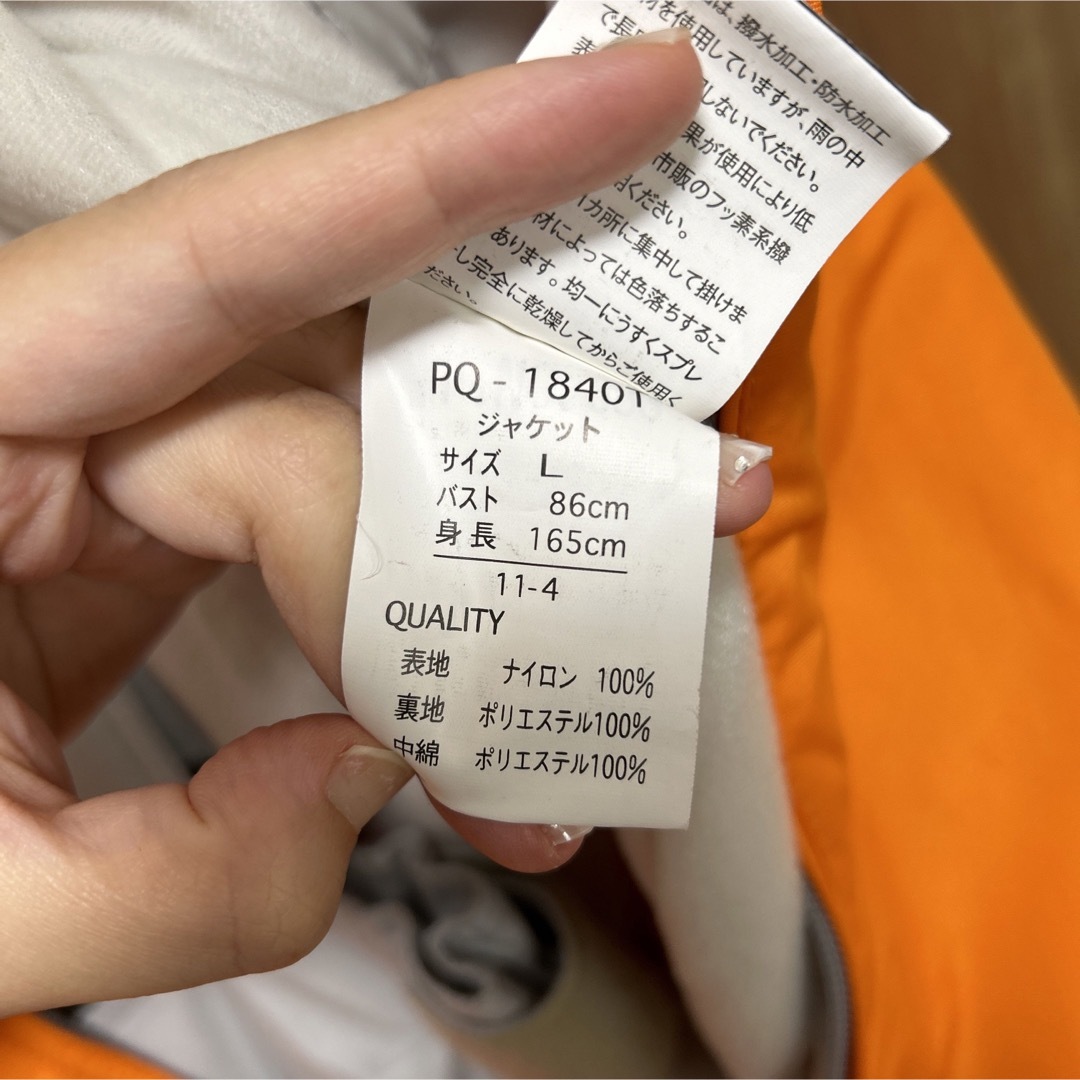 は、撥水加工・防水加工
を使用していますが、雨の中
で長
しないでください。
果が使用により低
市販のフッ素系撥
ください。
カ所に集中して掛けま
材によっては色落ちするこ
あります。均一にうすくスプレ
し完全に乾燥してからご使用く
ださい。
PQ - 18401
ジャケット
サイズ L
バスト 86cm
身長 165cm
11-4
QUALITY
表地 ナイロン 100%
裏地 ポリエステル100%
中綿 ポリエステル100%